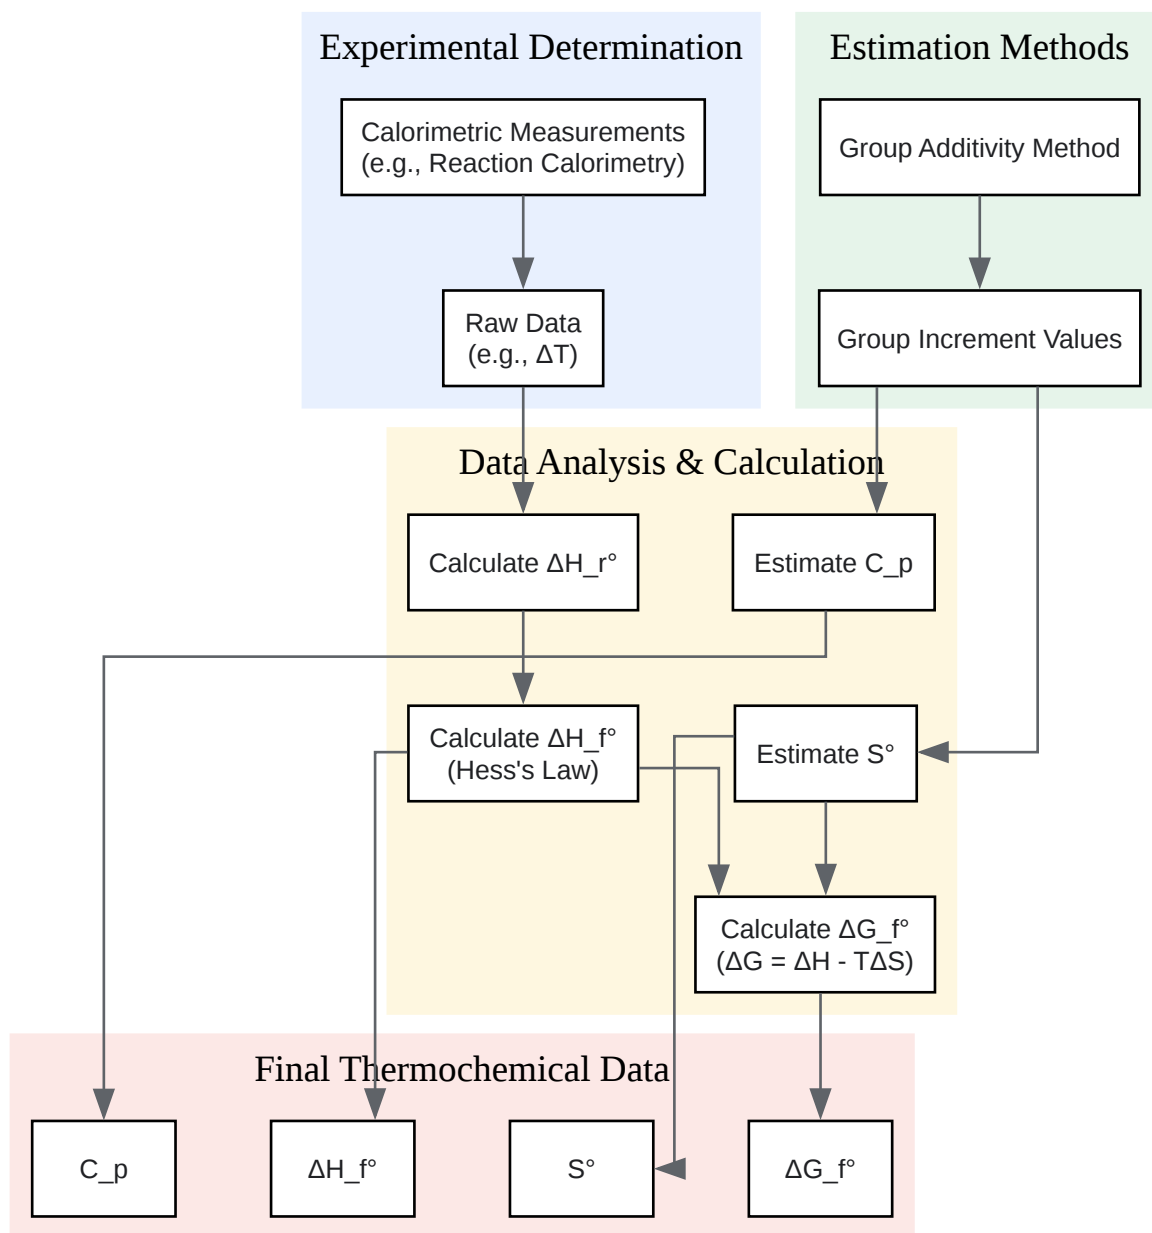 Experimental Determination
Estimation Methods
Calorimetric Measurements
(e.g., Reaction Calorimetry)
Group Additivity Method
Raw Data
(e.g., ΔT)
Group Increment Values
Data Analysis & Calculation
Calculate ΔH_r°
Estimate C_p
Calculate ΔH_f°
(Hess's Law)
Estimate S°
Calculate ΔG_f°
(ΔG = ΔH - TΔS)
Final Thermochemical Data
C_p
ΔH_f°
S°
ΔG_f°